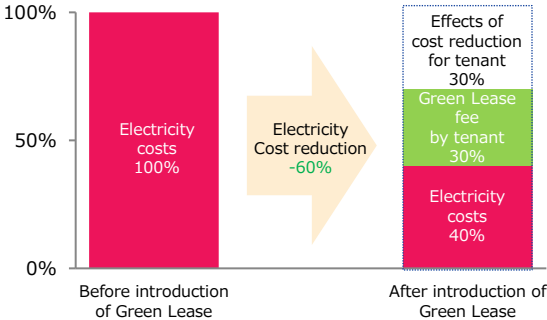 100%
50%
0%
Electricity
costs
100%
Electricity
Cost reduction
-60%
Effects of
cost reduction
for tenant
30%
Green Lease
fee
by tenant
30%
Electricity
costs
40%
Before introduction
of Green Lease
After introduction of
Green Lease